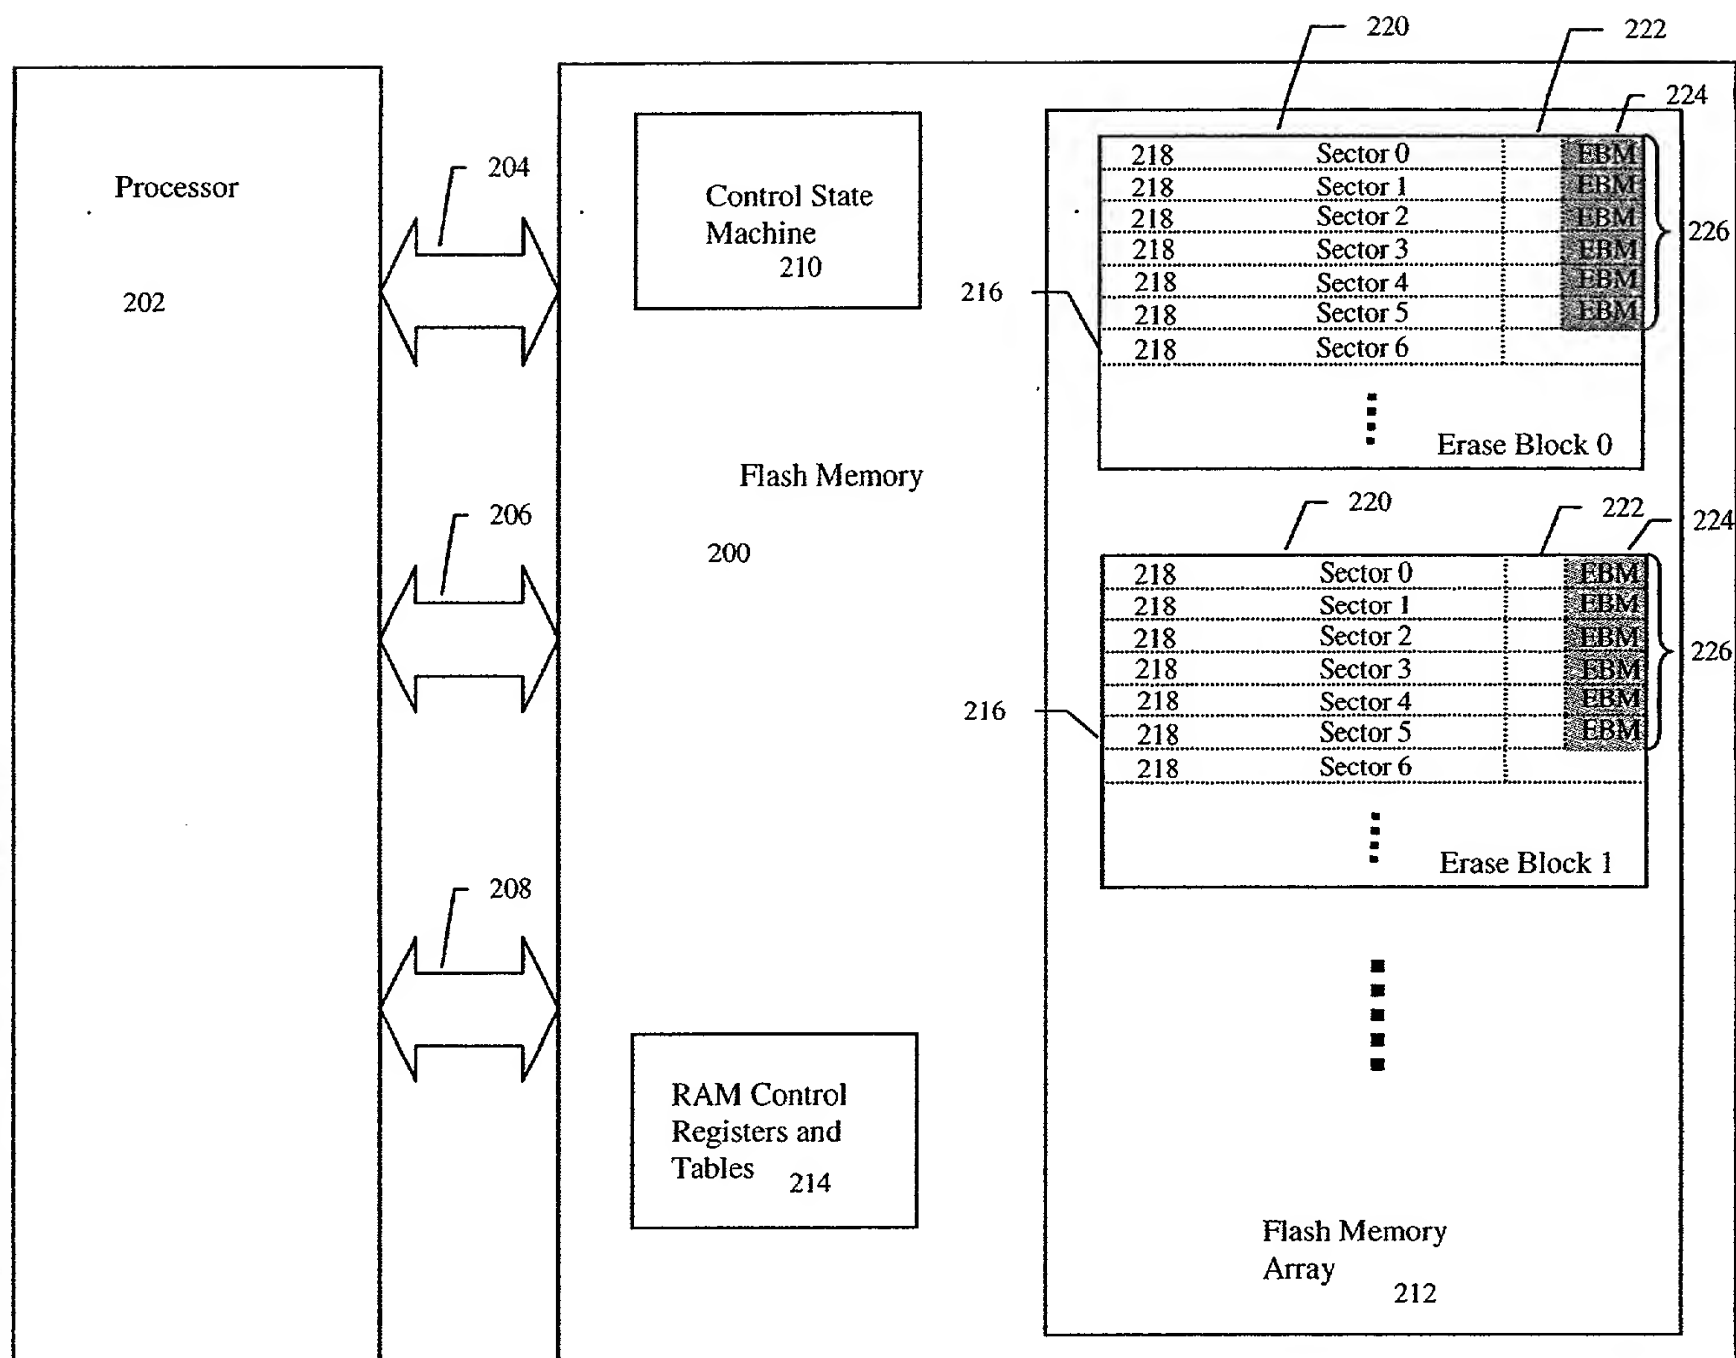 220
222
224
Processor
202
204
206
208
Control State
Machine
210
Flash Memory
200
RAM Control
Registers and
Tables 214
216
218 Sector 0 EBM
218 Sector 1 EBM
218 Sector 2 EBM
218 Sector 3 EBM
218 Sector 4 EBM
218 Sector 5 EBM
218 Sector 6
226
Erase Block 0
220
222
224
216
218 Sector 0 EBM
218 Sector 1 EBM
218 Sector 2 EBM
218 Sector 3 EBM
218 Sector 4 EBM
218 Sector 5 EBM
218 Sector 6
226
Erase Block 1
Flash Memory
Array
212